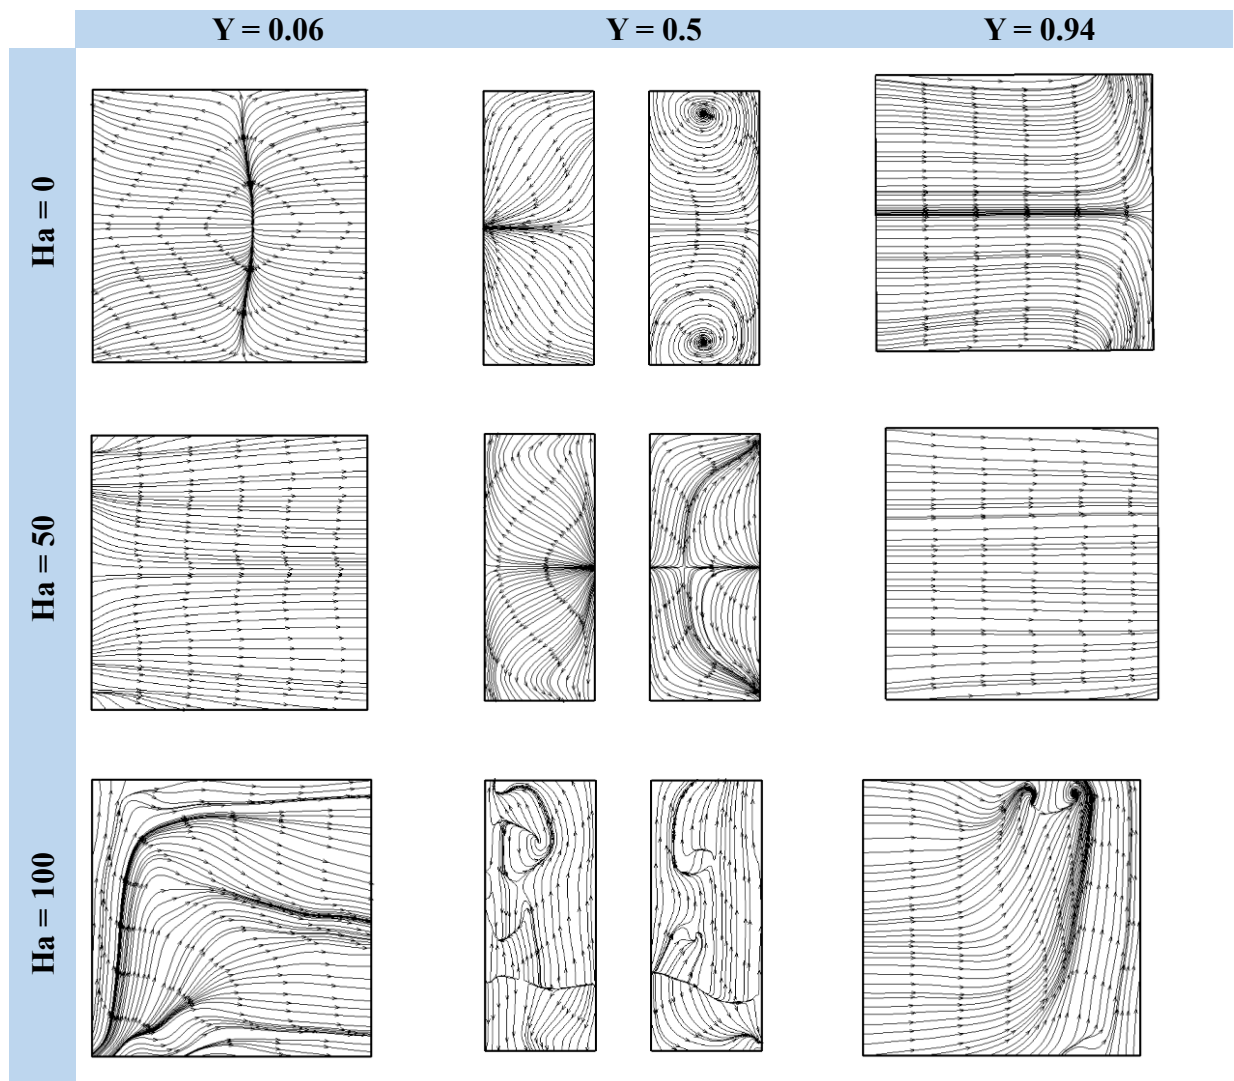 Y = 0.06 Y = 0.5 Y = 0.94
Ha = 0
Ha = 50
Ha = 100